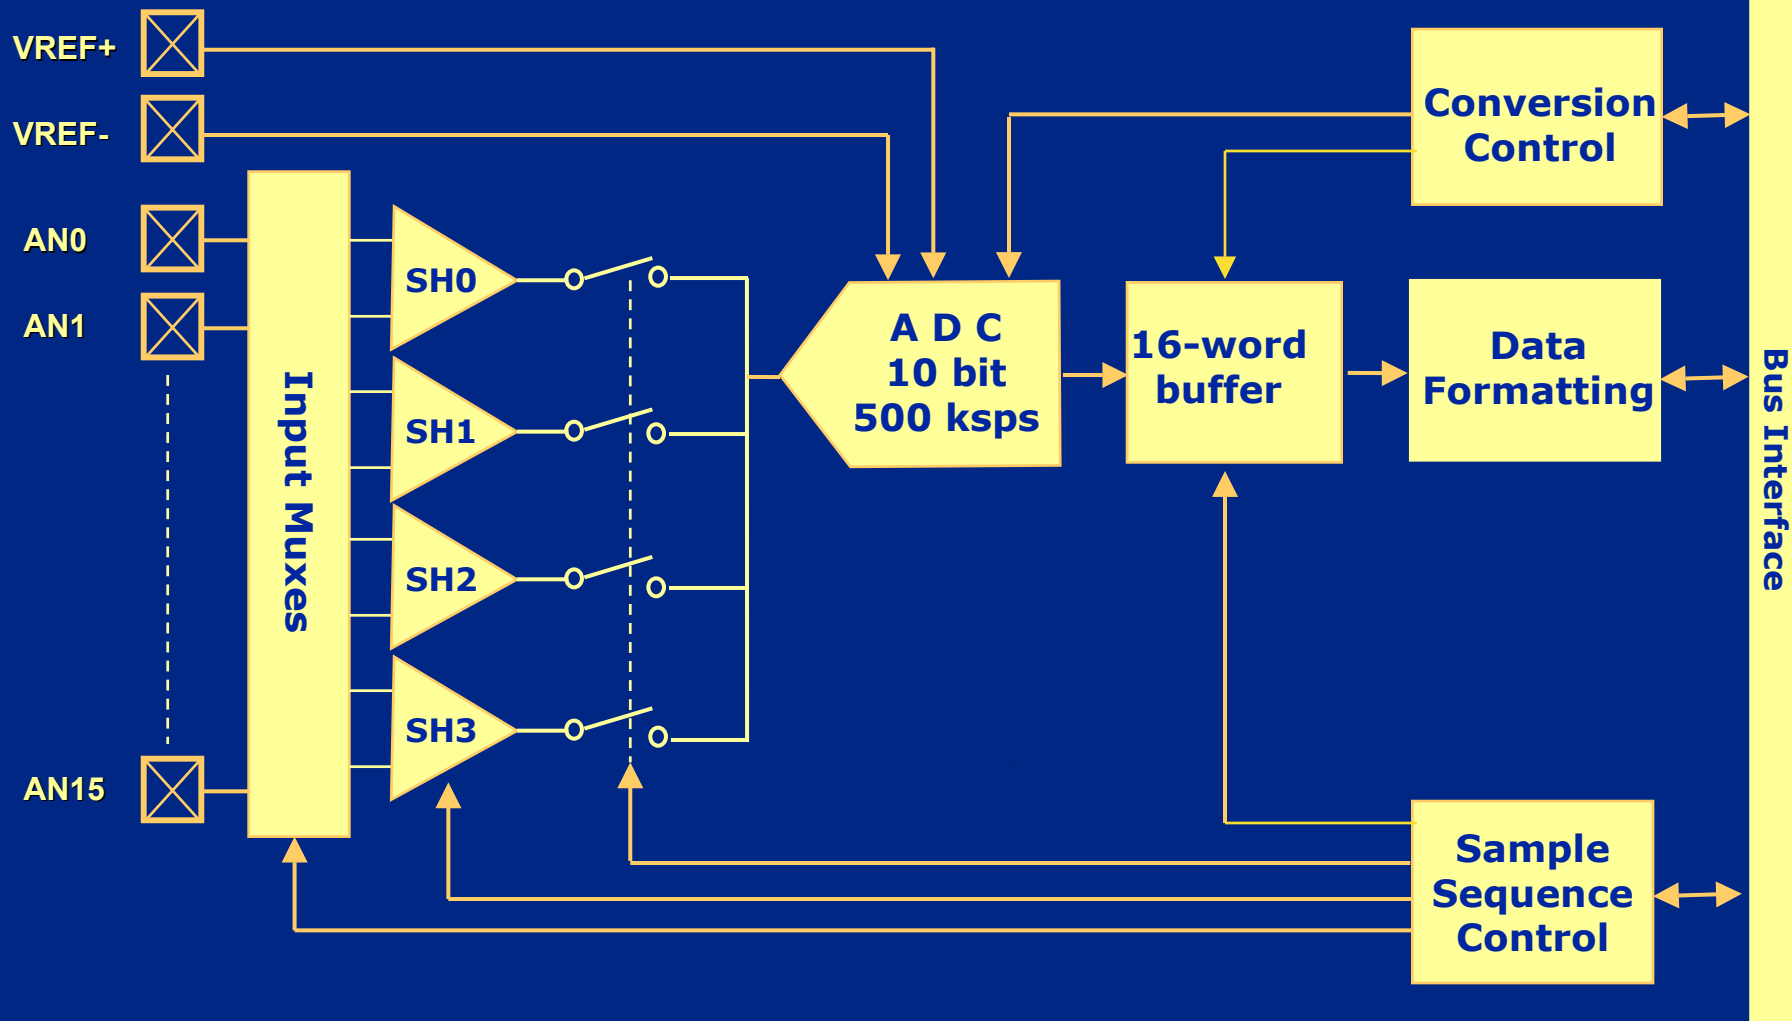 VREF+
VREF-
AN0
AN1
AN15
Input Muxes
SH0
SH1
SH2
SH3
A D C
10 bit
500 ksps
16-word
buffer
Conversion
Control
Data
Formatting
Sample
Sequence
Control
Bus Interface